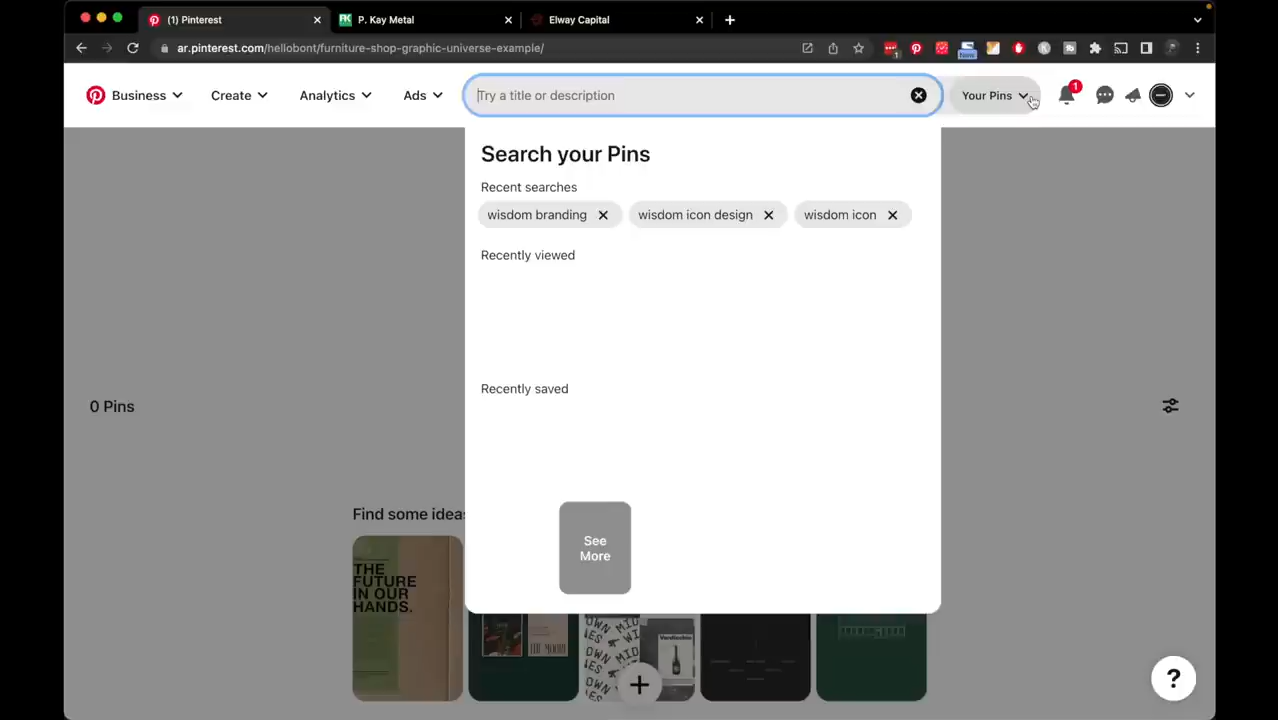 (1) Pinterest
P. Kay Metal
Elway Capital
ar.pinterest.com/hellobont/furniture-shop-graphic-universe-example/
Business
Create
Analytics
Ads
Try a title or description
Your Pins
1
Search your Pins
Recent searches
wisdom branding
wisdom icon design
wisdom icon
Recently viewed
0 Pins
Recently saved
Find some ideas
See
More
THE
FUTURE
IN OUR
HANDS.
?